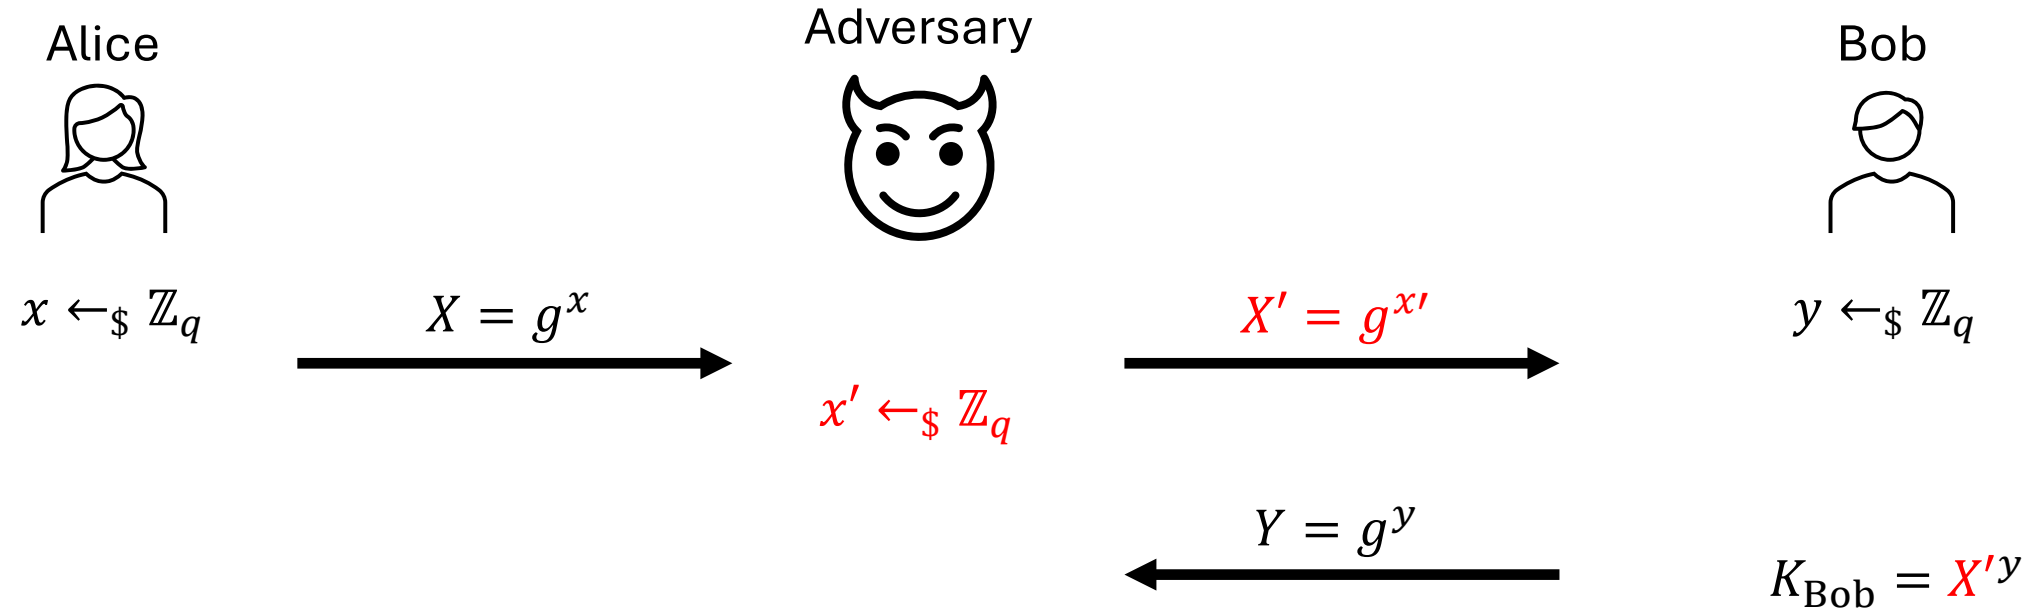 Alice
Adversary
Bob
x ←$ ℤq
X = g^x
X′ = g^x′
y ←$ ℤq
x′ ←$ ℤq
Y = g^y
K_Bob = X′^y